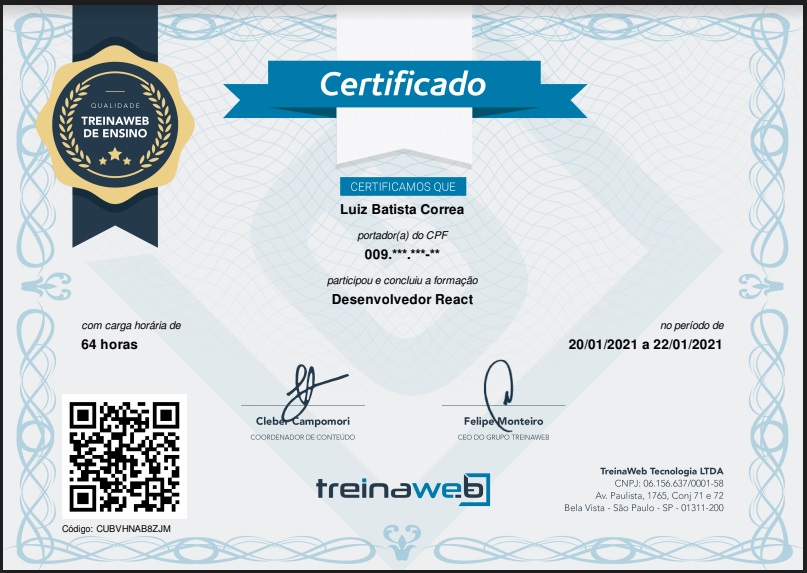 Certificado
QUALIDADE
TREINAWEB
DE ENSINO
CERTIFICAMOS QUE
Luiz Batista Correa
portador(a) do CPF
009.***.***-**
participou e concluiu a formação
Desenvolvedor React
com carga horária de
64 horas
no período de
20/01/2021 a 22/01/2021
Cleber Campomori
COORDENADOR DE CONTEÚDO
Felipe Monteiro
CEO DO GRUPO TREINAWEB
treinaweb
TreinaWeb Tecnologia LTDA
CNPJ: 06.156.637/0001-58
Av. Paulista, 1765, Conj 71 e 72
Bela Vista - São Paulo - SP - 01311-200
Código: CUBVHNAB8ZJM